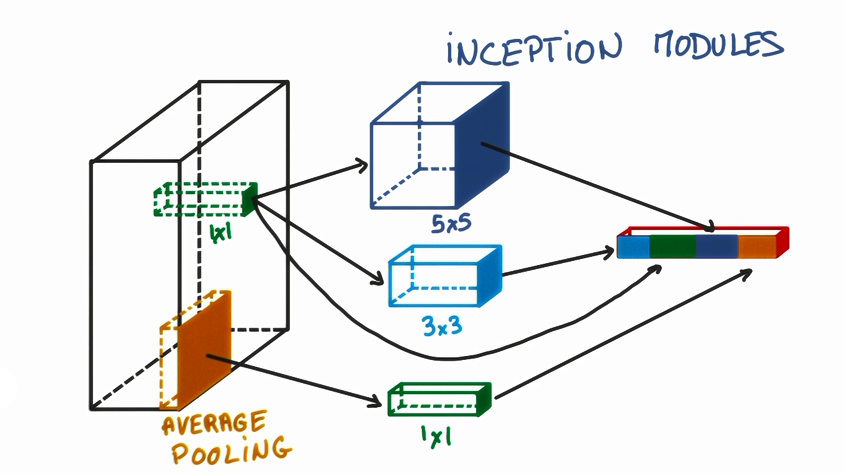 iNCEPTION MODULES
1x1
5x5
3x3
AVERAGE
POOLiNG
1x1